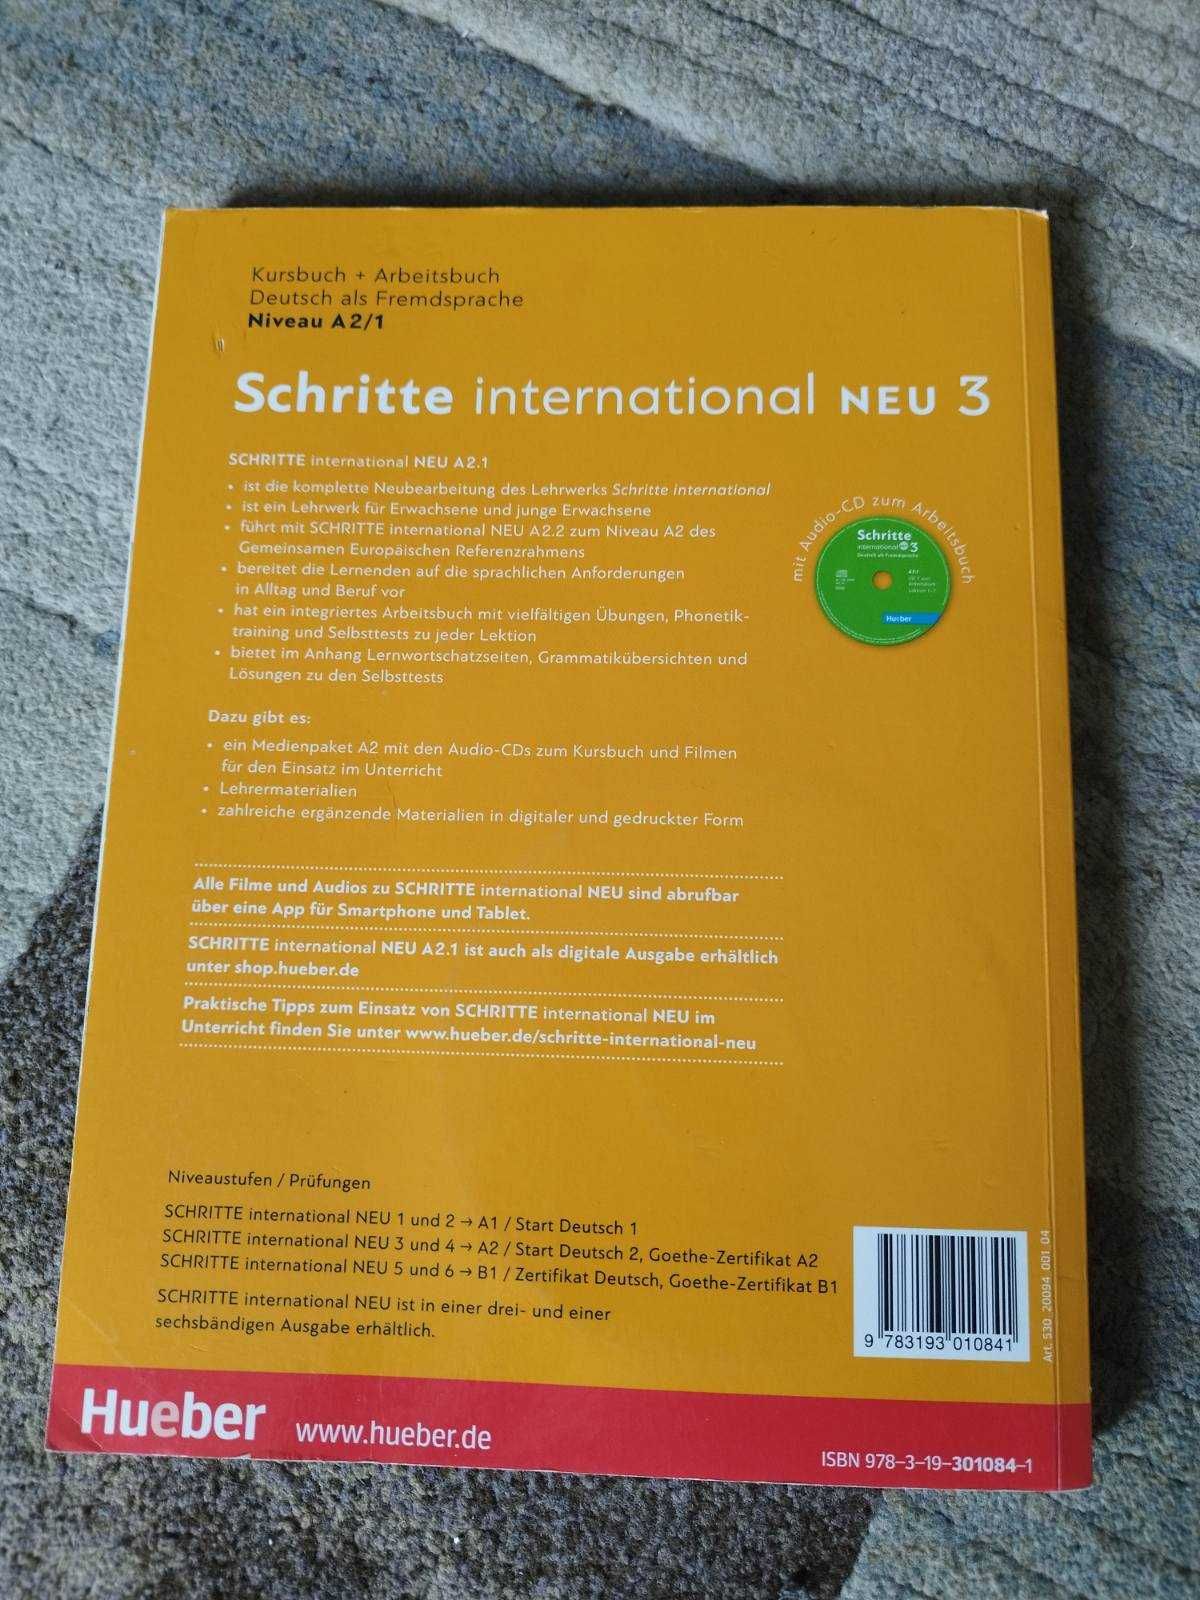 Kursbuch + Arbeitsbuch
Deutsch als Fremdsprache
Niveau A2/1
Schritte international NEU 3
SCHRITTE international NEU A2.1
• ist die komplette Neubearbeitung des Lehrwerks Schritte international
• ist ein Lehrwerk für Erwachsene und junge Erwachsene
• führt mit SCHRITTE international NEU A2.2 zum Niveau A2 des
Gemeinsamen Europäischen Referenzrahmens
• bereitet die Lernenden auf die sprachlichen Anforderungen
in Alltag und Beruf vor
• hat ein integriertes Arbeitsbuch mit vielfältigen Übungen, Phonetik-
training und Selbsttests zu jeder Lektion
• bietet im Anhang Lernwortschatzseiten, Grammatikübersichten und
Lösungen zu den Selbsttests
mit Audio-CD zum Arbeitsbuch
Schritte
international
3
Deutsch als Fremdsprache
Hueber
Dazu gibt es:
• ein Medienpaket A2 mit den Audio-CDs zum Kursbuch und Filmen
für den Einsatz im Unterricht
• Lehrermaterialien
• zahlreiche ergänzende Materialien in digitaler und gedruckter Form
Alle Filme und Audios zu SCHRITTE international NEU sind abrufbar
über eine App für Smartphone und Tablet.
SCHRITTE international NEU A2.1 ist auch als digitale Ausgabe erhältlich
unter shop.hueber.de
Praktische Tipps zum Einsatz von SCHRITTE international NEU im
Unterricht finden Sie unter www.hueber.de/schritte-international-neu
Niveaustufen / Prüfungen
SCHRITTE international NEU 1 und 2 → A1 / Start Deutsch 1
SCHRITTE international NEU 3 und 4 → A2 / Start Deutsch 2, Goethe-Zertifikat A2
SCHRITTE international NEU 5 und 6 → B1 / Zertifikat Deutsch, Goethe-Zertifikat B1
SCHRITTE international NEU ist in einer drei- und einer
sechsbändigen Ausgabe erhältlich.
9 783193 010841
Art. 530 20094 001 04
Hueber
www.hueber.de
ISBN 978–3–19–301084–1